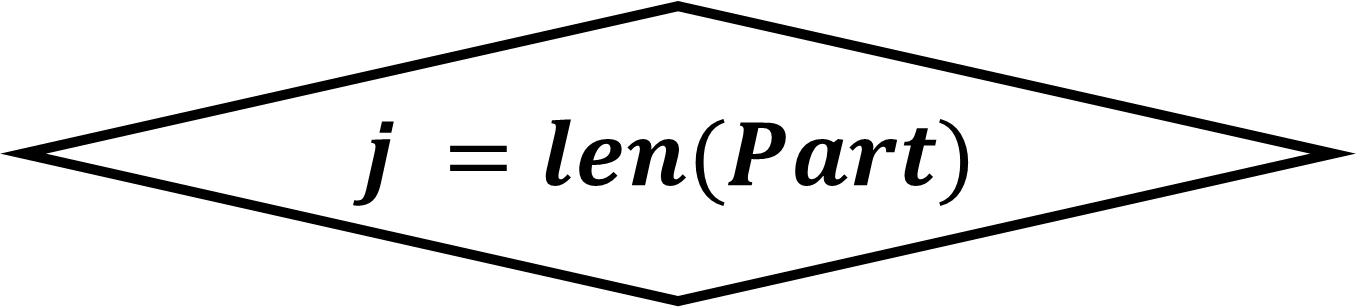 j = len(Part)